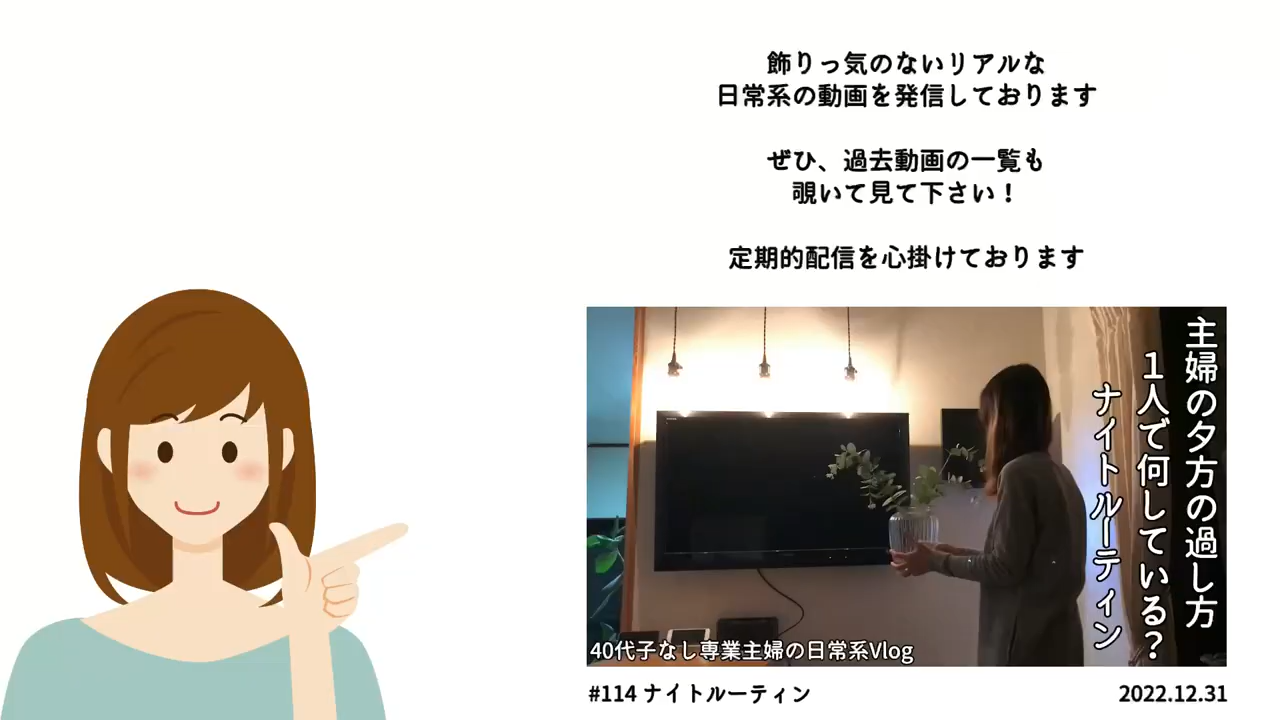 飾りっ気のないリアルな
日常系の動画を発信しております
ぜひ、過去動画の一覧も
覗いて見て下さい！
定期的配信を心掛けております
主婦の夕方の過し方
１人で何している？
ナイトルーティン
40代子なし専業主婦の日常系Vlog
#114 ナイトルーティン
2022.12.31